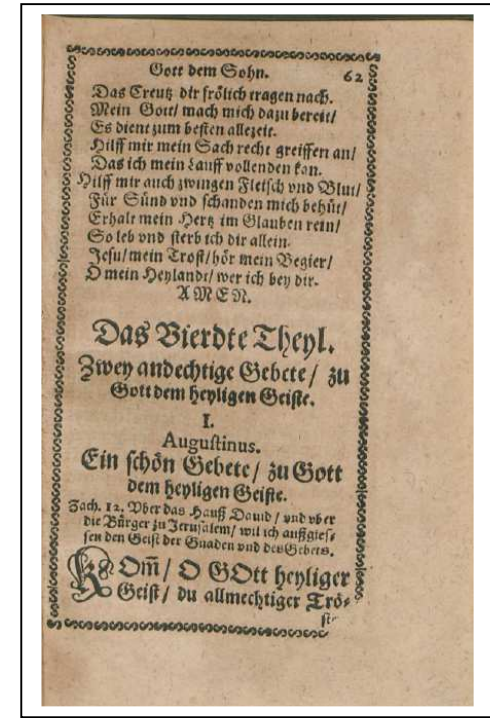 Gott dem Sohn. 62
Das Creutz dir frölich tragen nach.
Mein Gott/ mach mich dazu bereit/
Es dient zum besten allezeit.
Hilff mir mein Sach recht greiffen an/
Das ich mein Lauff vollenden kan.
Hilff mir auch zwingen Fleisch vnd Blut/
Für Sünd vnd schanden mich behüt/
Erhalt mein Hertz im Glauben rein/
So leb vnd sterb ich dir allein.
Jesu/ mein Trost/ hör mein Begier/
O mein Heylandt/ wer ich bey dir.
AMEN.
Das Vierdte Theyl.
Zwey andechtige Gebete/ zu
Gott dem heyligen Geiste.
I.
Augustinus.
Ein schön Gebete/ zu Gott
dem heyligen Geiste.
Zach. 12. Vber das Hauß Dauid/ vnd vber
die Bürger zu Jerusalem/ wil ich außgies-
sen den Geist der Gnaden vnd des Gebets.
KOm̃/ O GOtt heyliger
Geist/ du allmechtiger Trö-
ste